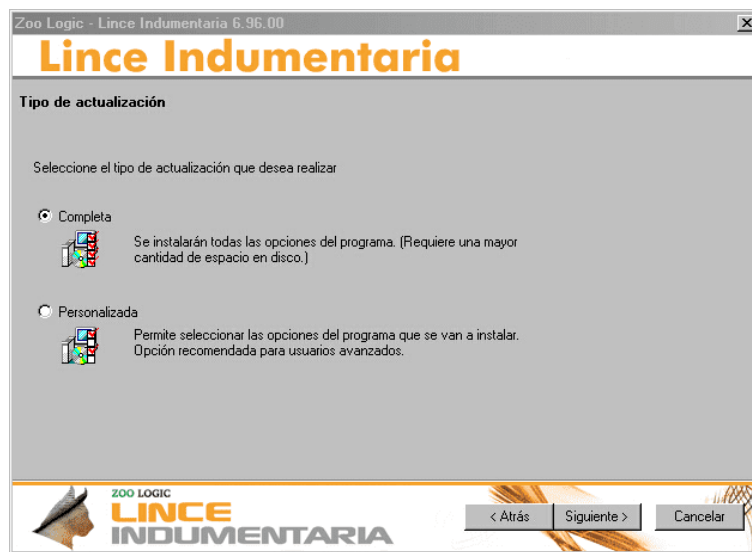 Zoo Logic - Lince Indumentaria 6.96.00
Lince Indumentaria
Tipo de actualización
Seleccione el tipo de actualización que desea realizar
Completa
Se instalarán todas las opciones del programa. (Requiere una mayor
cantidad de espacio en disco.)
Personalizada
Permite seleccionar las opciones del programa que se van a instalar.
Opción recomendada para usuarios avanzados.
ZOO LOGIC
LINCE
INDUMENTARIA
< Atrás
Siguiente >
Cancelar